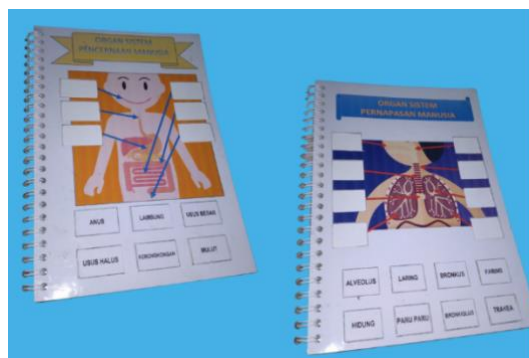 ORGAN SISTEM
PENCERNAAN MANUSIA
ANUS
LAMBUNG
USUS BESAR
USUS HALUS
KERONGKONGAN
MULUT
ORGAN SISTEM
PERNAPASAN MANUSIA
ALVEOLUS
LARING
BRONKUS
FARING
HIDUNG
PARU PARU
BRONKIOLUS
TRAKEA